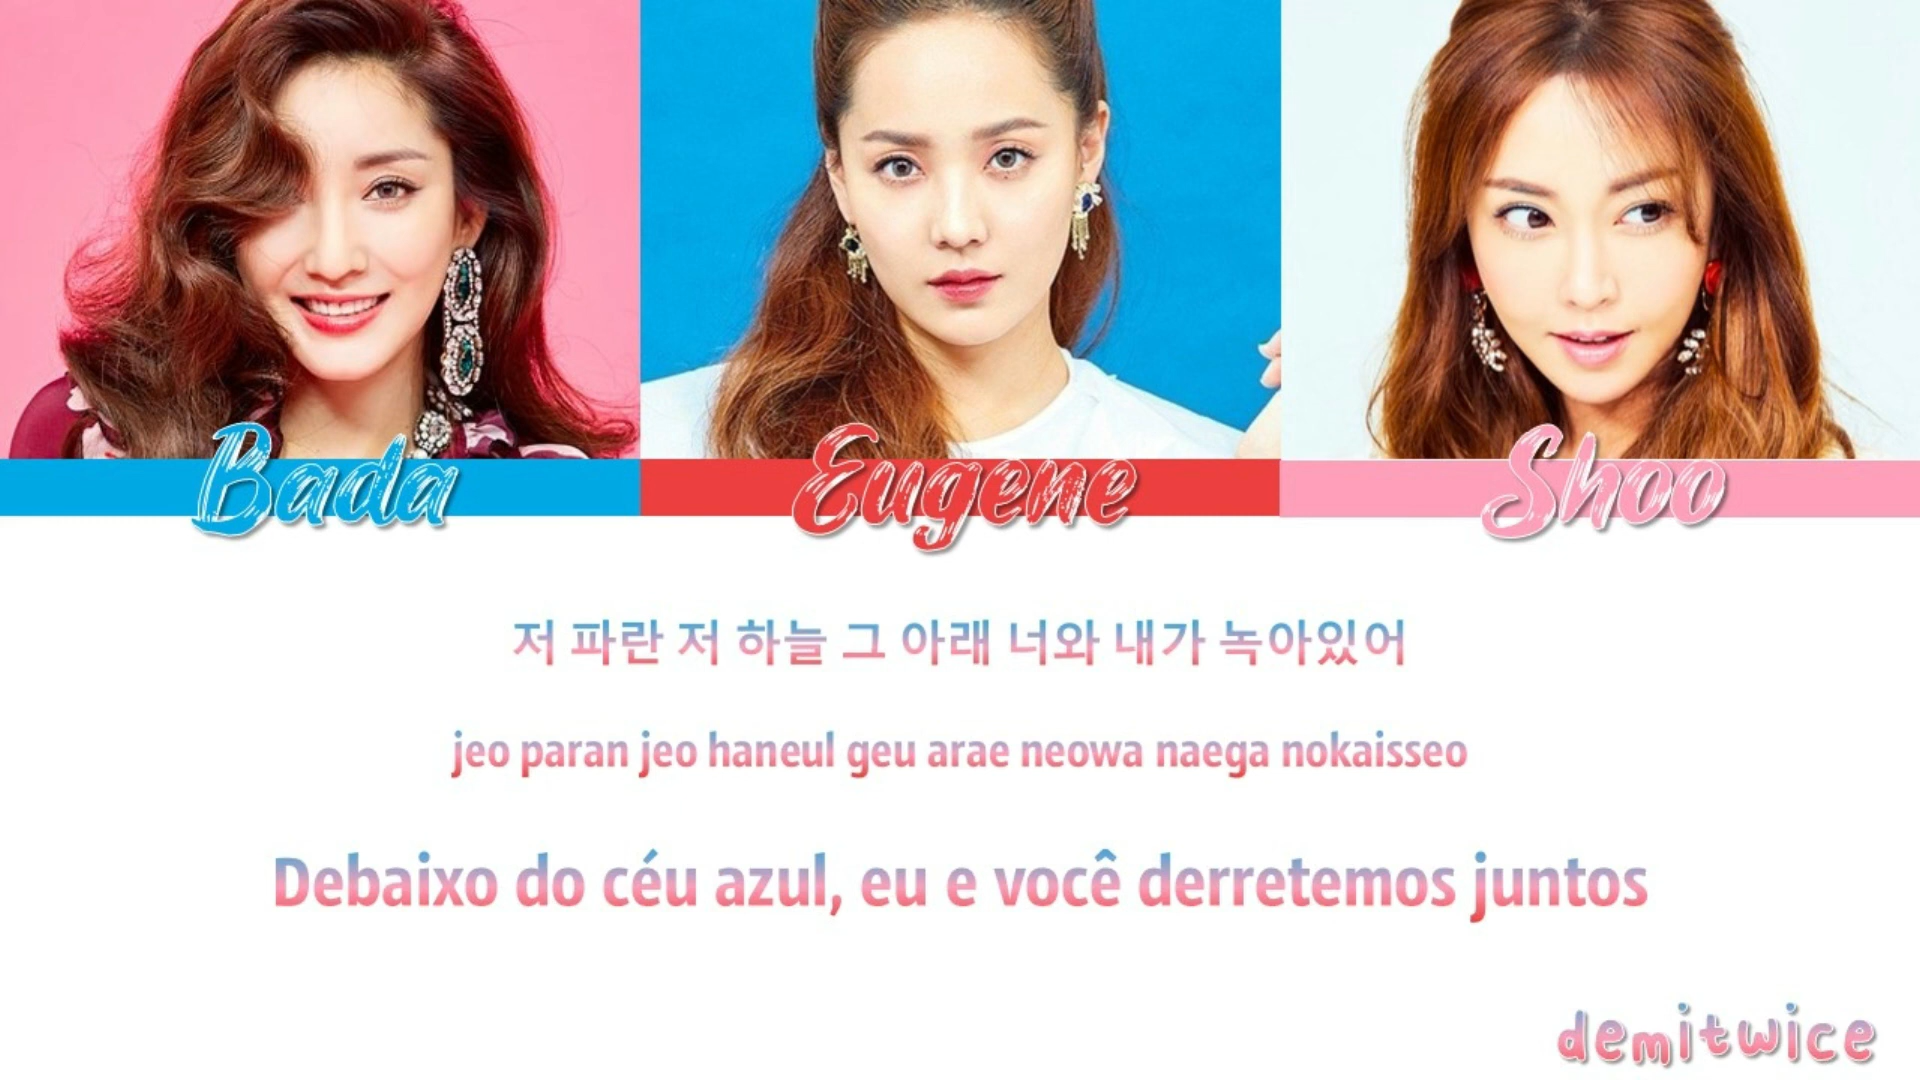 Bada
Eugene
Shoo
저 파란 저 하늘 그 아래 너와 내가 녹아있어
jeo paran jeo haneul geu arae neowa naega nokaisseo
Debaixo do céu azul, eu e você derretemos juntos
demitwice